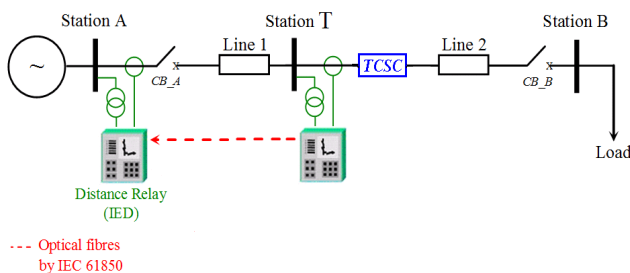 Station A
Station T
Station B
Line 1
TCSC
Line 2
~
CB_A
x
CB_B
x
Load
Distance Relay
(IED)
--- Optical fibres
by IEC 61850